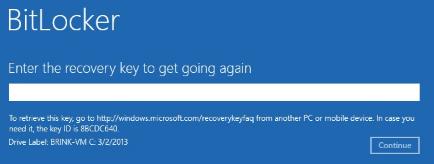 BitLocker
Enter the recovery key to get going again
To retrieve this key, go to http://windows.microsoft.com/recoverykeyfaq from another PC or mobile device. In case you
need it, the key ID is 8BCDC640.
Drive Label: BRINK-VM C: 3/2/2013
Continue